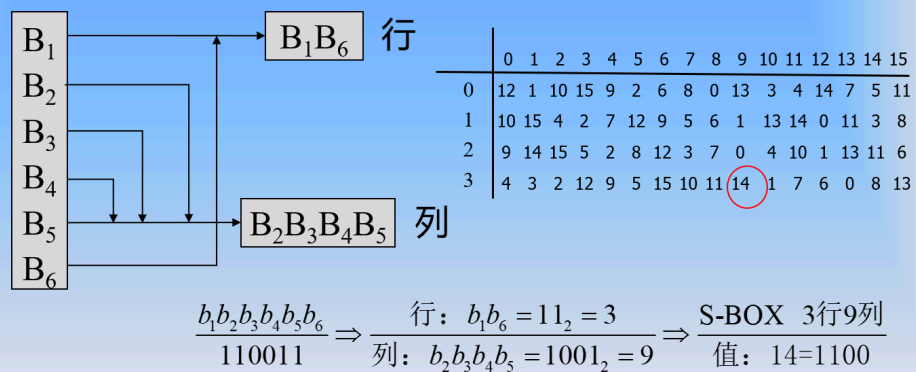 B₁
B₂
B₃
B₄
B₅
B₆
B₁B₆ 行
B₂B₃B₄B₅ 列
0 1 2 3 4 5 6 7 8 9 10 11 12 13 14 15
0 12 1 10 15 9 2 6 8 0 13 3 4 14 7 5 11
1 10 15 4 2 7 12 9 5 6 1 13 14 0 11 3 8
2 9 14 15 5 2 8 12 3 7 0 4 10 1 13 11 6
3 4 3 2 12 9 5 15 10 11 14 1 7 6 0 8 13
b₁b₂b₃b₄b₅b₆ ⇒ 行：b₁b₆ = 11₂ = 3 ⇒ S-BOX 3行9列
110011 列：b₂b₃b₄b₅ = 1001₂ = 9 值：14=1100